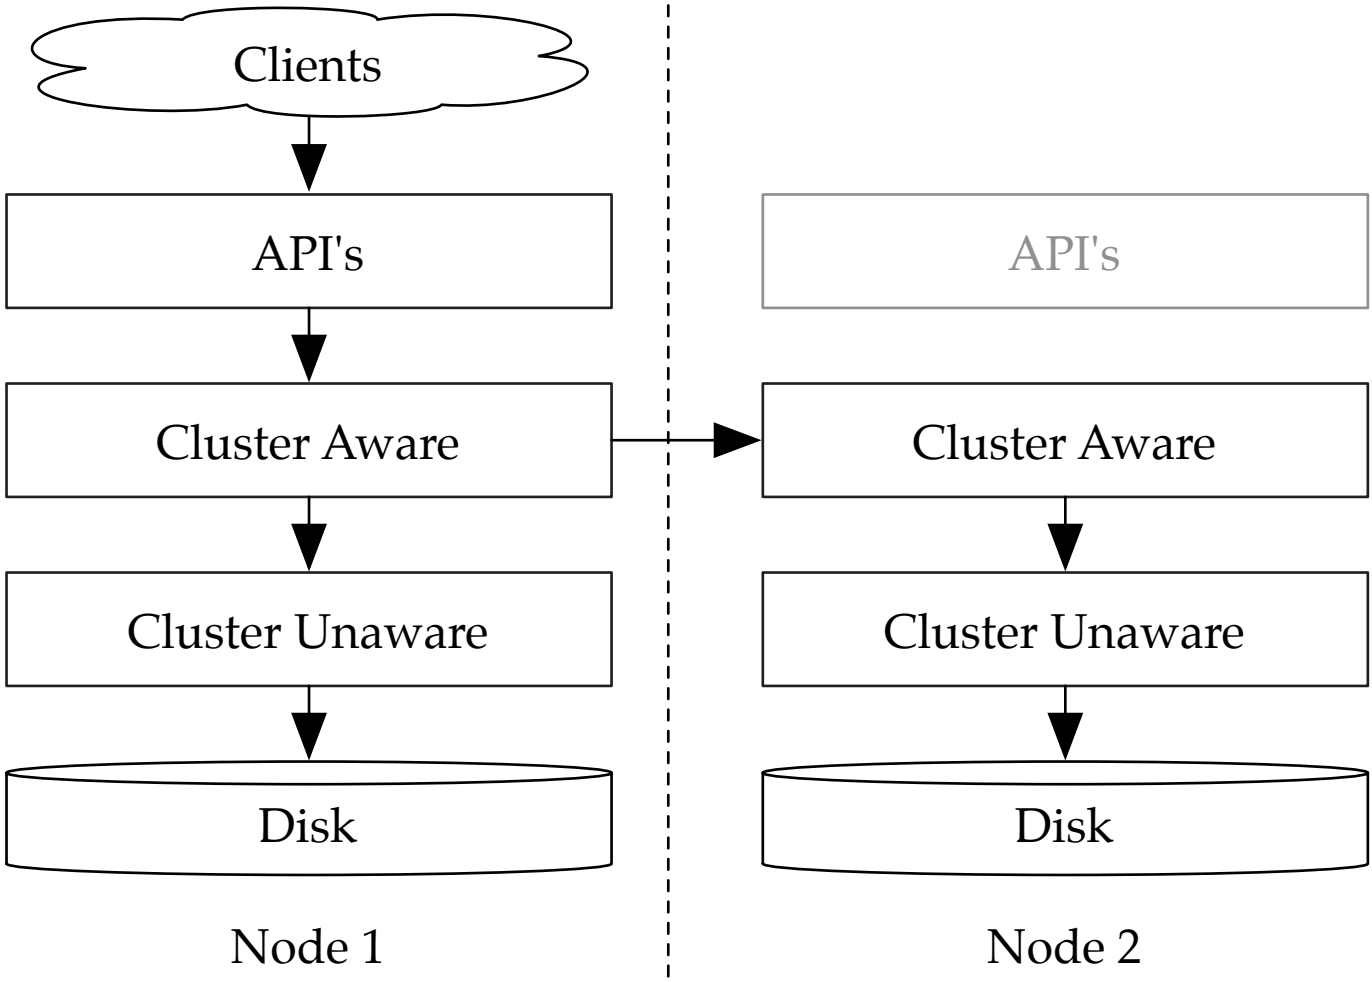 Clients
API's
API's
Cluster Aware
Cluster Aware
Cluster Unaware
Cluster Unaware
Disk
Disk
Node 1
Node 2